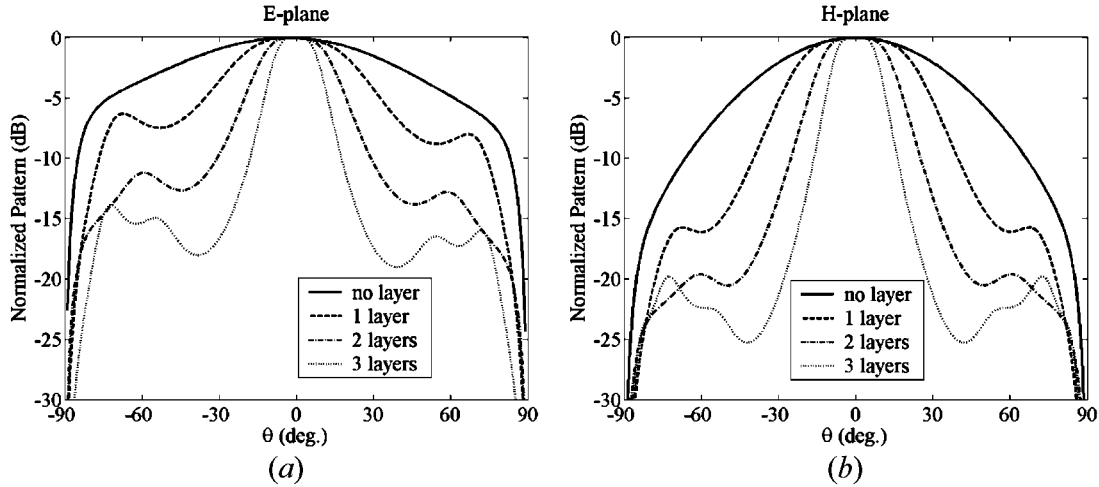 E-plane
Normalized Pattern (dB)
0
-5
-10
-15
-20
-25
-30
-90
-60
-30
0
30
60
90
θ (deg.)
no layer
1 layer
2 layers
3 layers
(a)
H-plane
Normalized Pattern (dB)
0
-5
-10
-15
-20
-25
-30
-90
-60
-30
0
30
60
90
θ (deg.)
no layer
1 layer
2 layers
3 layers
(b)